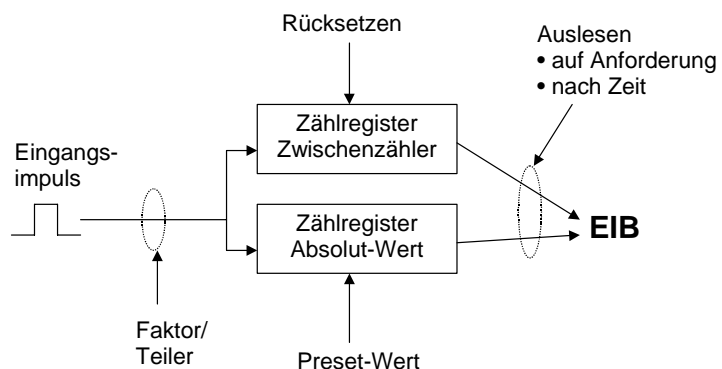 Rücksetzen
Auslesen
• auf Anforderung
• nach Zeit
Zählregister
Zwischenzähler
Eingangs-
impuls
Zählregister
Absolut-Wert
EIB
Faktor/
Teiler
Preset-Wert